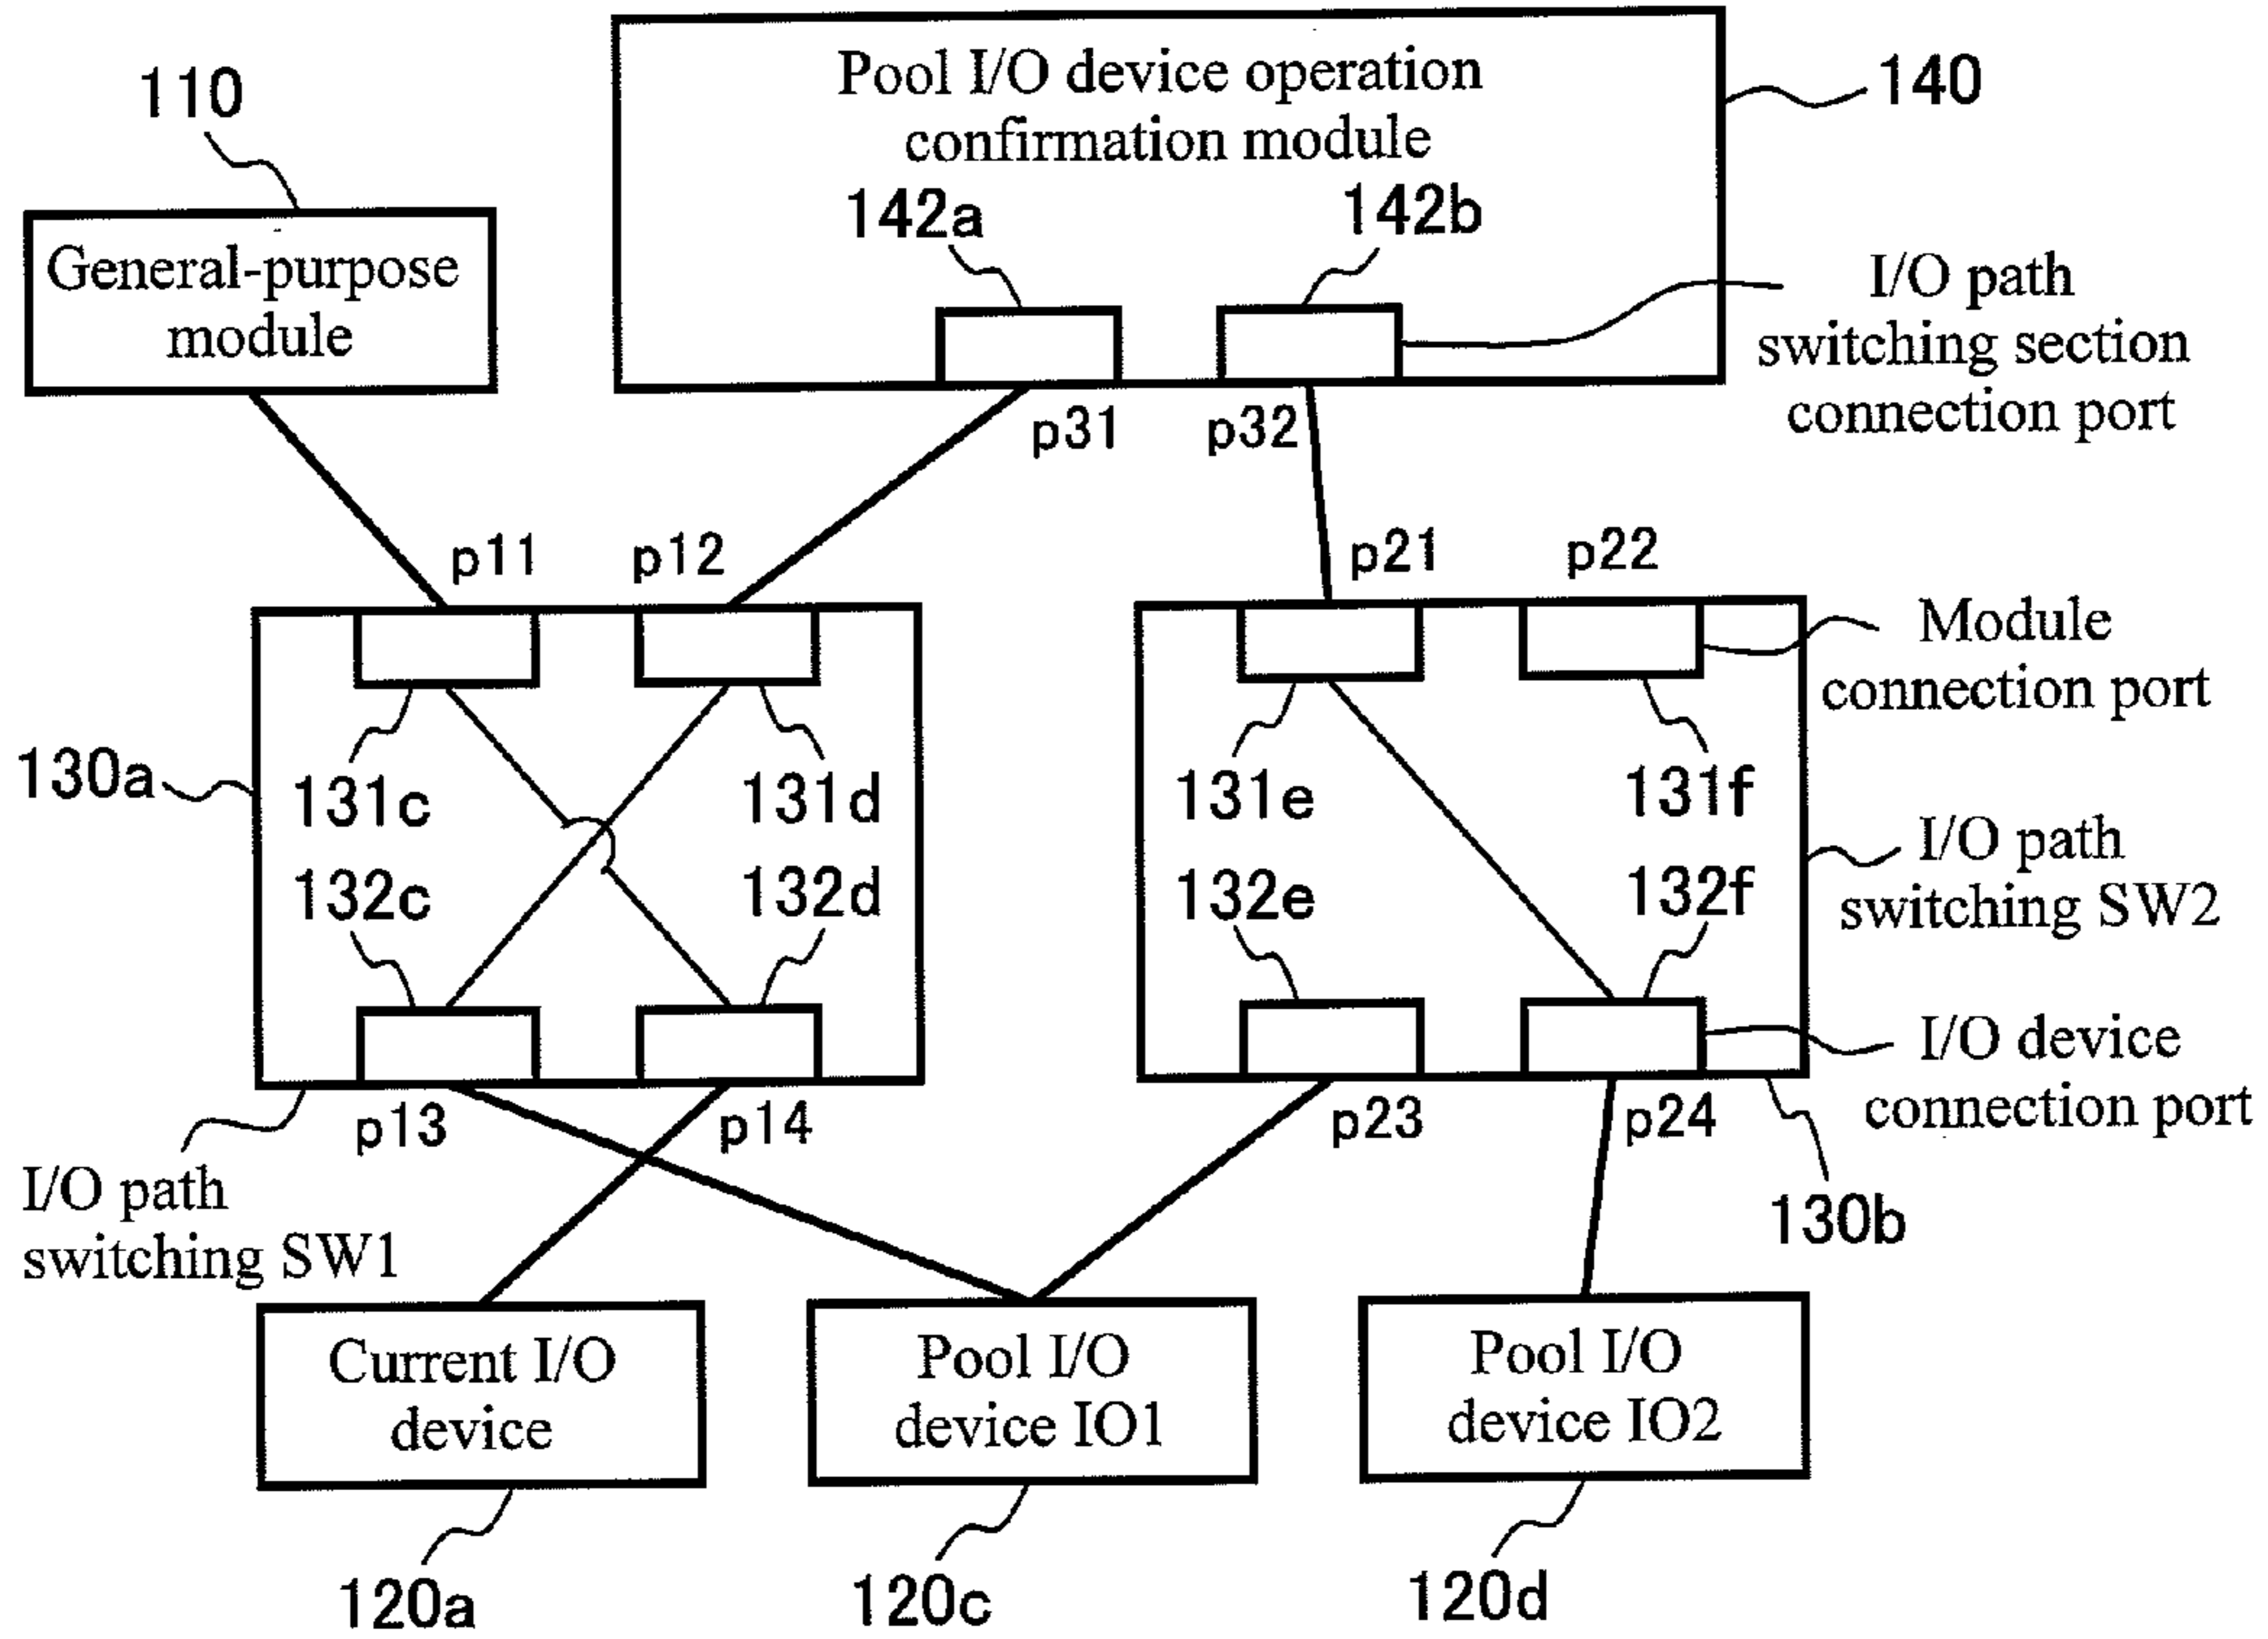 110
Pool I/O device operation
confirmation module
140
142a
142b
General-purpose
module
I/O path
switching section
connection port
p31
p32
p11
p12
p21
p22
Module
connection port
130a
131c
131d
131e
131f
I/O path
switching SW2
132c
132d
132e
132f
I/O device
connection port
p13
p14
p23
p24
I/O path
switching SW1
130b
Current I/O
device
Pool I/O
device IO1
Pool I/O
device IO2
120a
120c
120d